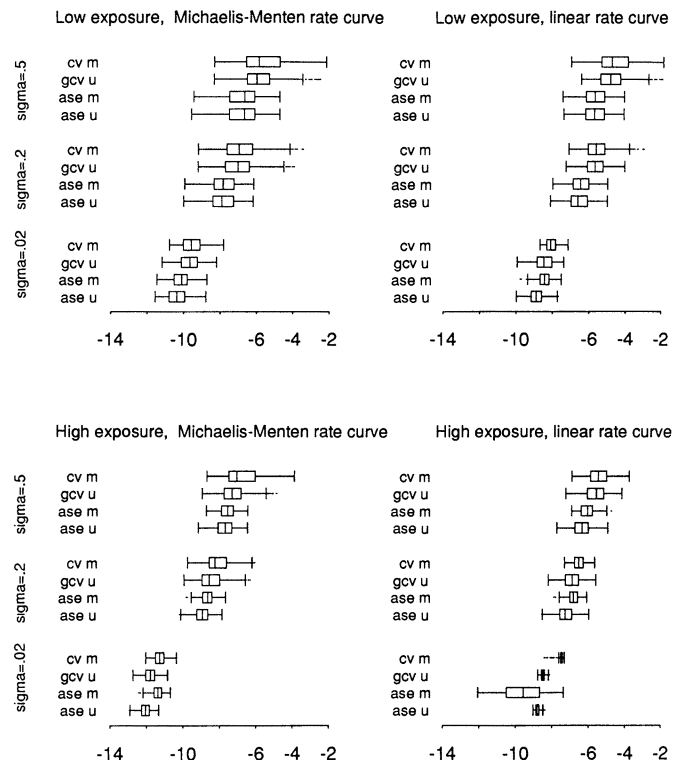 Low exposure, Michaelis-Menten rate curve
Low exposure, linear rate curve
sigma=.5
cv m
gcv u
ase m
ase u
cv m
gcv u
ase m
ase u
sigma=.2
cv m
gcv u
ase m
ase u
cv m
gcv u
ase m
ase u
sigma=.02
cv m
gcv u
ase m
ase u
cv m
gcv u
ase m
ase u
-14 -10 -6 -4 -2
-14 -10 -6 -4 -2
High exposure, Michaelis-Menten rate curve
High exposure, linear rate curve
sigma=.5
cv m
gcv u
ase m
ase u
cv m
gcv u
ase m
ase u
sigma=.2
cv m
gcv u
ase m
ase u
cv m
gcv u
ase m
ase u
sigma=.02
cv m
gcv u
ase m
ase u
cv m
gcv u
ase m
ase u
-14 -10 -6 -4 -2
-14 -10 -6 -4 -2